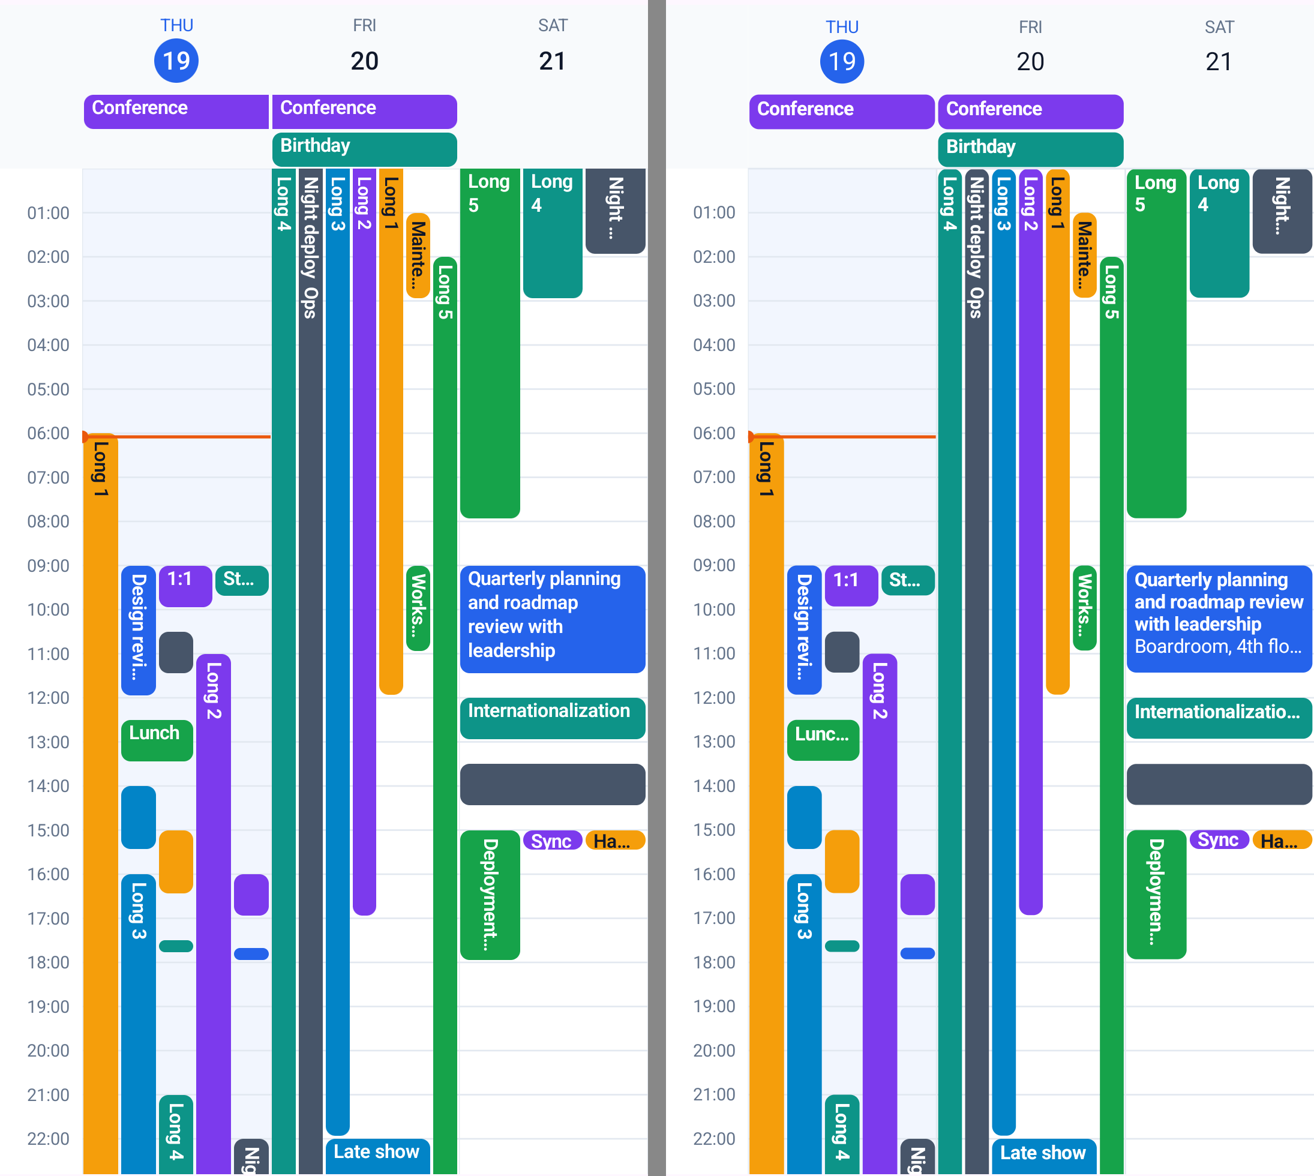 THU
FRI
SAT
19
20
21
Conference
Conference
Birthday
Long 4
Night deploy Ops
Long 3
Long 2
Long 1
Mainte...
Long 5
Long
5
Long
4
Night ...
01:00
02:00
03:00
04:00
05:00
06:00
07:00
08:00
09:00
10:00
11:00
12:00
13:00
14:00
15:00
16:00
17:00
18:00
19:00
20:00
21:00
22:00
Long 1
Design revi...
1:1
St...
Long 2
Lunch
Long 3
Long 4
Nig
Works...
Late show
Quarterly planning
and roadmap
review with
leadership
Internationalization
Deployment...
Sync
Ha...
THU
FRI
SAT
19
20
21
Conference
Conference
Birthday
Long 4
Night deploy Ops
Long 3
Long 2
Long 1
Mainte...
Long 5
Long
5
Long
4
Night...
01:00
02:00
03:00
04:00
05:00
06:00
07:00
08:00
09:00
10:00
11:00
12:00
13:00
14:00
15:00
16:00
17:00
18:00
19:00
20:00
21:00
22:00
Long 1
Design revi...
1:1
St...
Long 2
Lunc...
Long 3
Long 4
Nig
Works...
Late show
Quarterly planning
and roadmap review
with leadership
Boardroom, 4th flo...
Internationalizatio...
Deploymen...
Sync
Ha...